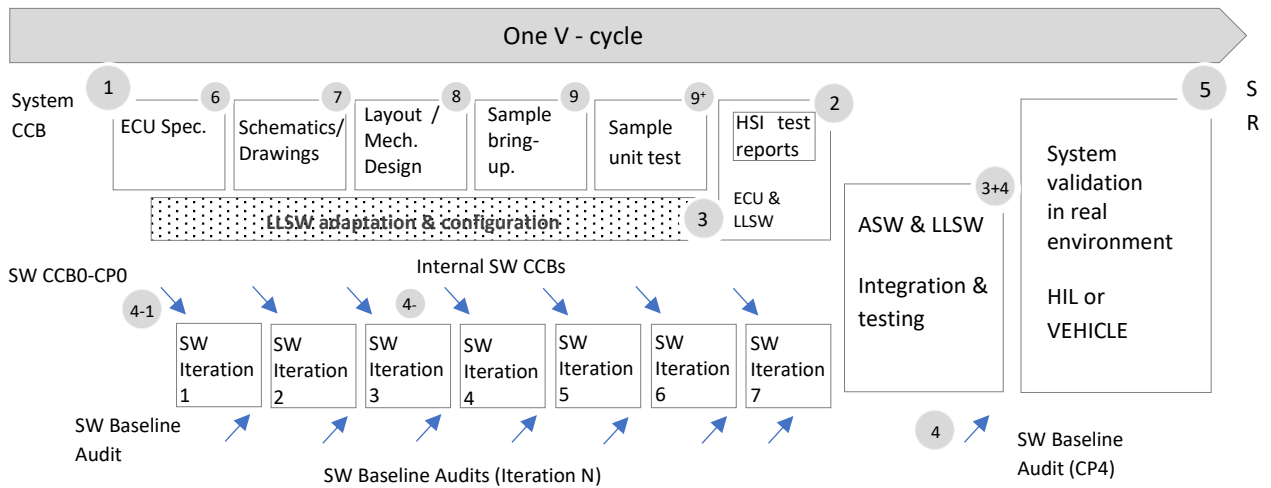 One V - cycle
System
CCB
1
6
ECU Spec.
7
Schematics/
Drawings
8
Layout /
Mech.
Design
9
Sample
bring-
up.
9+
Sample
unit test
2
HSI test
reports
ECU &
LLSW
5
S
R
System
validation
in real
environment
HIL or
VEHICLE
3+4
ASW & LLSW
Integration &
testing
LLSW adaptation & configuration
3
Internal SW CCBs
SW CCB0-CP0
4-1
4-
SW
Iteration
1
SW
Iteration
2
SW
Iteration
3
SW
Iteration
4
SW
Iteration
5
SW
Iteration
6
SW
Iteration
7
SW Baseline
Audit
SW Baseline Audits (Iteration N)
4
SW Baseline
Audit (CP4)